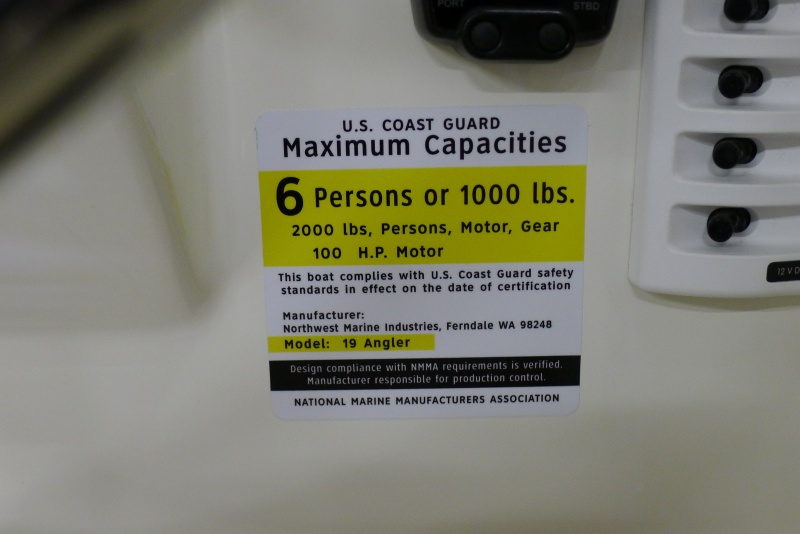 PORT STBD
U.S. COAST GUARD
Maximum Capacities
6 Persons or 1000 lbs.
2000 lbs, Persons, Motor, Gear
100 H.P. Motor
This boat complies with U.S. Coast Guard safety
standards in effect on the date of certification
Manufacturer:
Northwest Marine Industries, Ferndale WA 98248
Model: 19 Angler
Design compliance with NMMA requirements is verified.
Manufacturer responsible for production control.
NATIONAL MARINE MANUFACTURERS ASSOCIATION
12 V